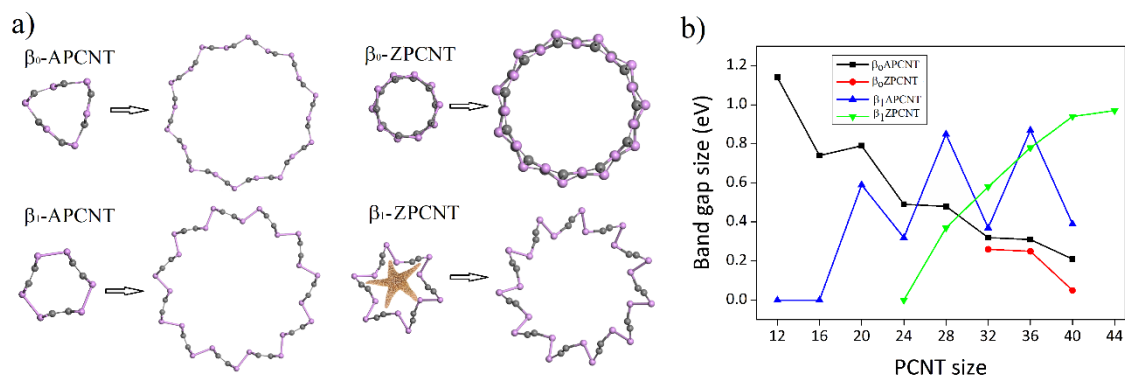 a)
β₀-APCNT
β₀-ZPCNT
β₁-APCNT
β₁-ZPCNT
b)
β₀APCNT
β₀ZPCNT
β₁APCNT
β₁ZPCNT
Band gap size (eV)
1.2
1.0
0.8
0.6
0.4
0.2
0.0
12 16 20 24 28 32 36 40 44
PCNT size